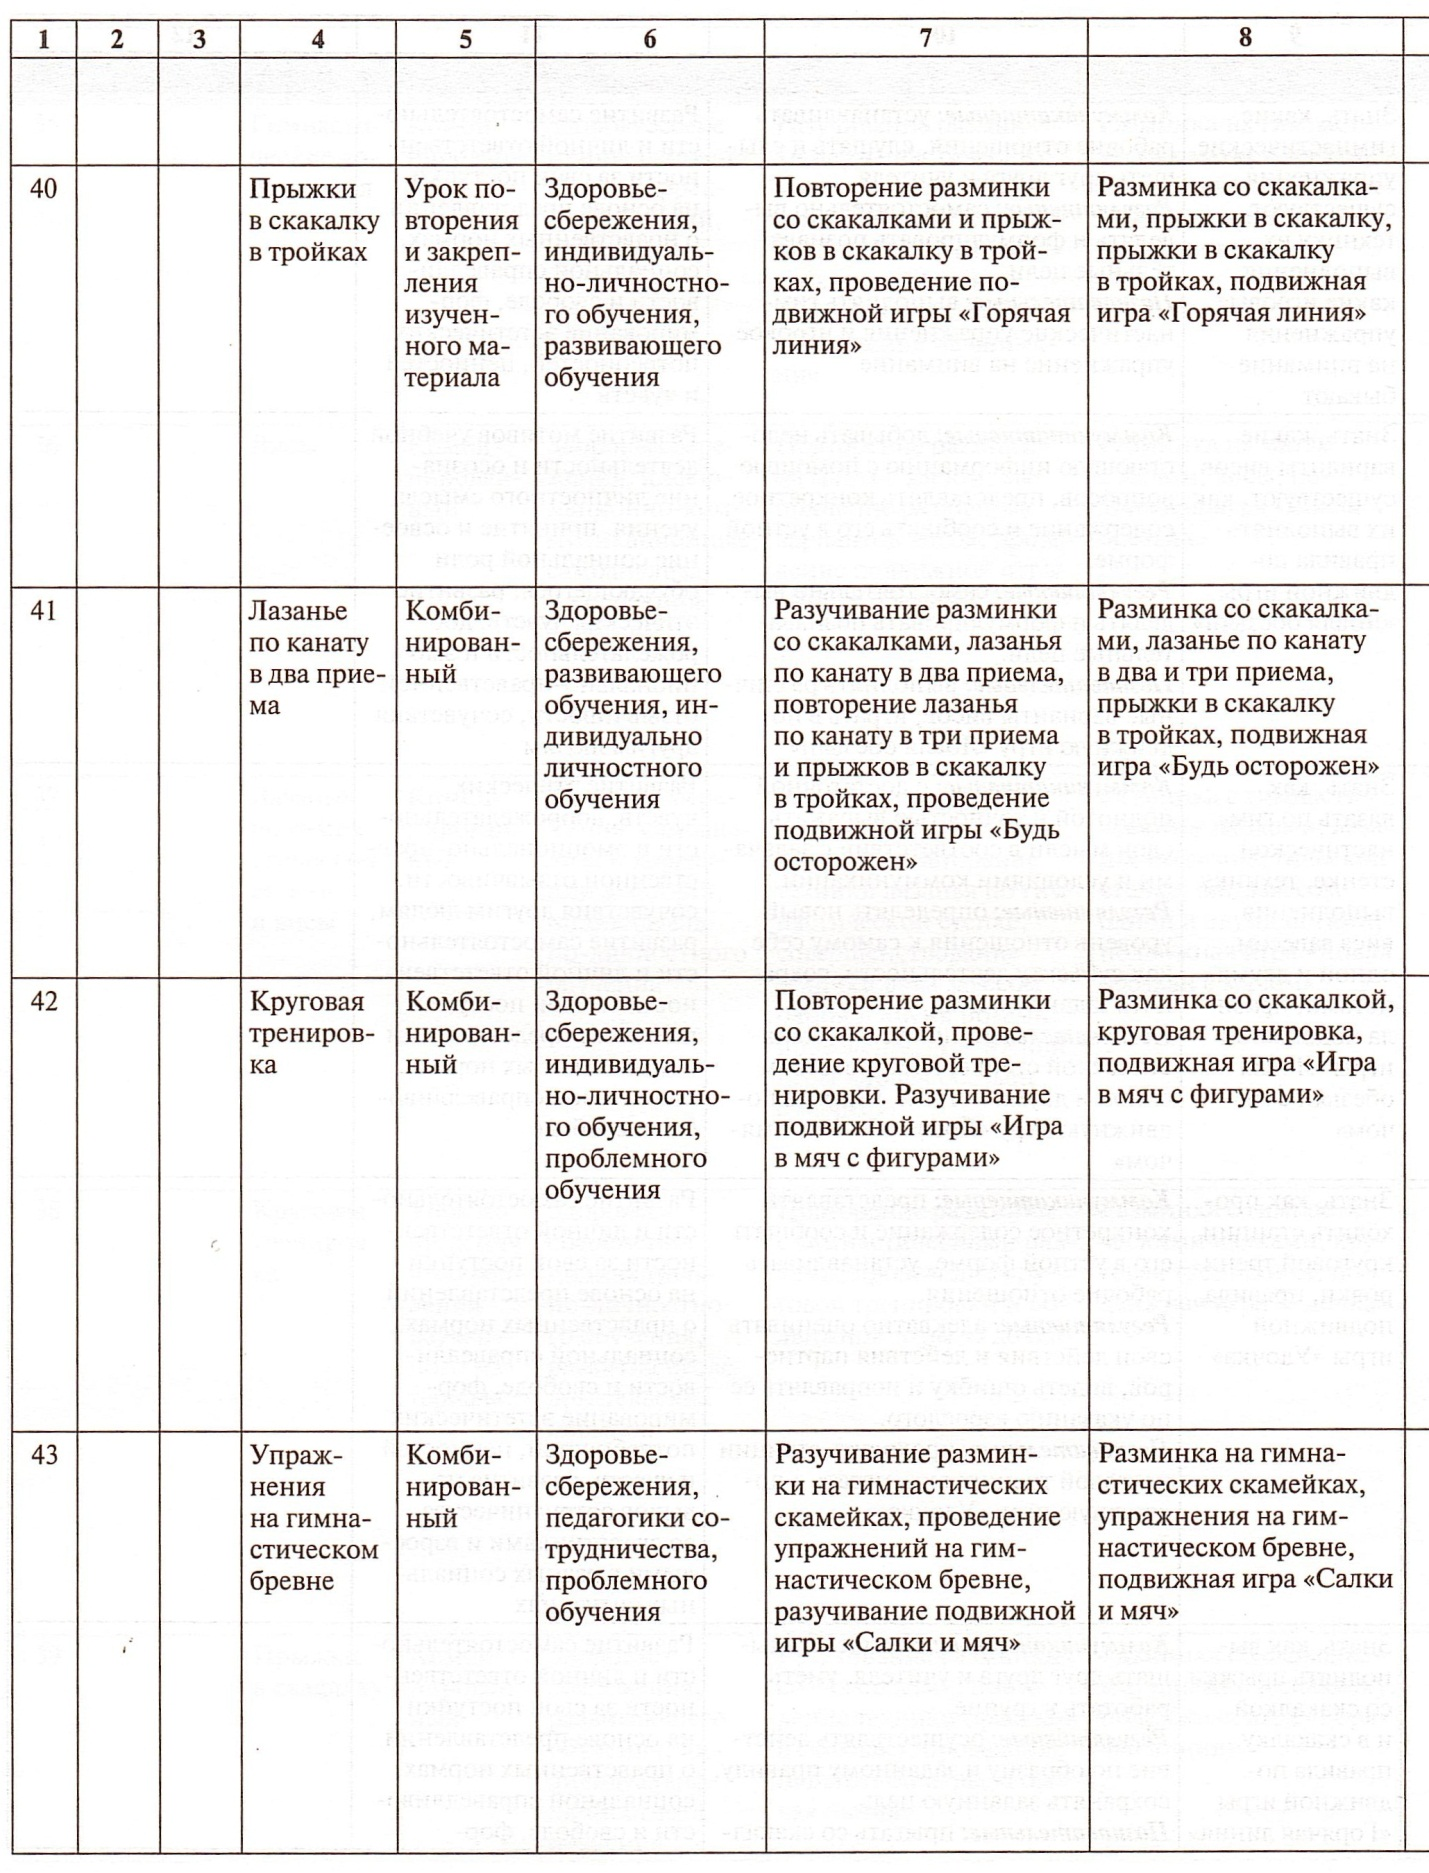 1 2 3 4 5 6 7 8
40
Прыжки
в скакалку
в тройках
Урок по-
вторения
и закреп-
ления
изучен-
ного ма-
териала
Здоровье-
сбережения,
индивидуаль-
но-личностно-
го обучения,
развивающего
обучения
Повторение разминки
со скакалками и прыж-
ков в скакалку в трой-
ках, проведение по-
движной игры «Горячая
линия»
Разминка со скакалка-
ми, прыжки в скакалку,
прыжки в скакалку
в тройках, подвижная
игра «Горячая линия»
41
Лазанье
по канату
в два прие-
ма
Комби-
нирован-
ный
Здоровье-
сбережения,
развивающего
обучения, ин-
дивидуально
личностного
обучения
Разучивание разминки
со скакалками, лазанья
по канату в два приема,
повторение лазанья
по канату в три приема
и прыжков в скакалку
в тройках, проведение
подвижной игры «Будь
осторожен»
Разминка со скакалка-
ми, лазанье по канату
в два и три приема,
прыжки в скакалку
в тройках, подвижная
игра «Будь осторожен»
42
Круговая
трениров-
ка
Комби-
нирован-
ный
Здоровье-
сбережения,
индивидуаль-
но-личностно-
го обучения,
проблемного
обучения
Повторение разминки
со скакалкой, прове-
дение круговой тре-
нировки. Разучивание
подвижной игры «Игра
в мяч с фигурами»
Разминка со скакалкой,
круговая тренировка,
подвижная игра «Игра
в мяч с фигурами»
43
Упраж-
нения
на гимна-
стическом
бревне
Комби-
нирован-
ный
Здоровье-
сбережения,
педагогики со-
трудничества,
проблемного
обучения
Разучивание размин-
ки на гимнастических
скамейках, проведение
упражнений на гим-
настическом бревне,
разучивание подвижной
игры «Салки и мяч»
Разминка на гимна-
стических скамейках,
упражнения на гим-
настическом бревне,
подвижная игра «Салки
и мяч»